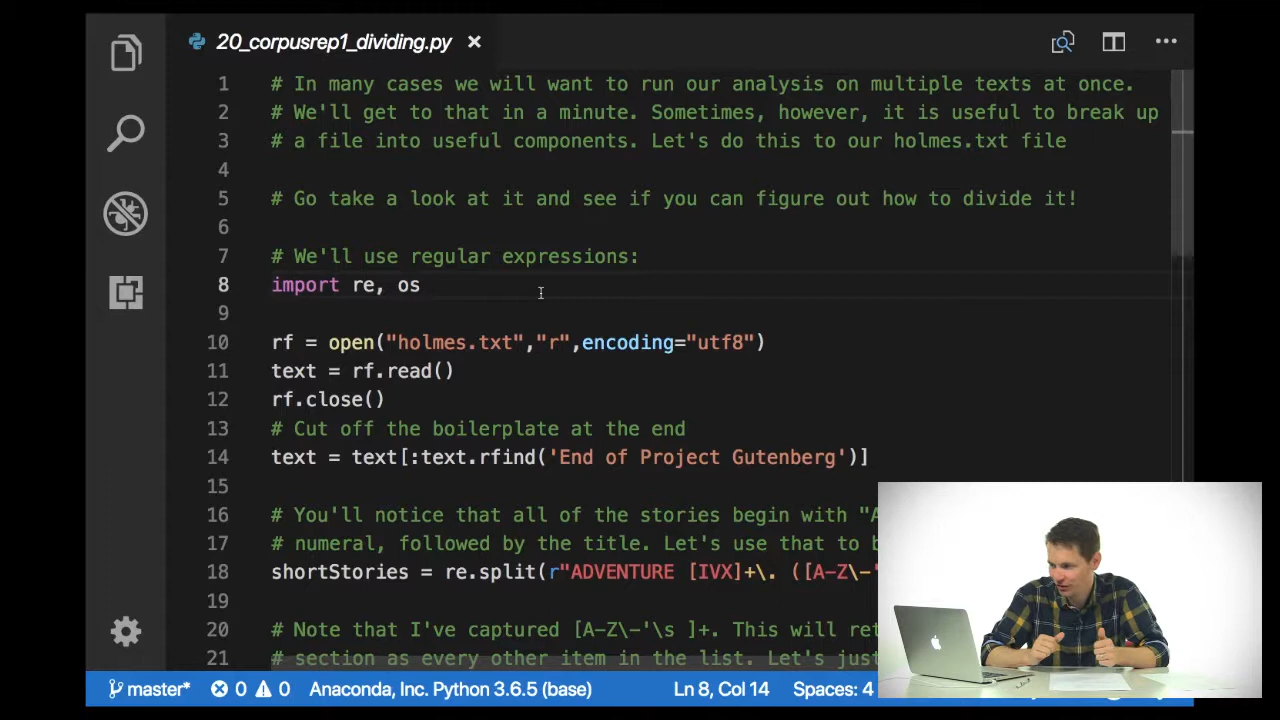 20_corpusrep1_dividing.py
1 # In many cases we will want to run our analysis on multiple texts at once.
2 # We'll get to that in a minute. Sometimes, however, it is useful to break up
3 # a file into useful components. Let's do this to our holmes.txt file
4
5 # Go take a look at it and see if you can figure out how to divide it!
6
7 # We'll use regular expressions:
8 import re, os
9
10 rf = open("holmes.txt","r",encoding="utf8")
11 text = rf.read()
12 rf.close()
13 # Cut off the boilerplate at the end
14 text = text[:text.rfind('End of Project Gutenberg')]
15
16 # You'll notice that all of the stories begin with "A
17 # numeral, followed by the title. Let's use that to b
18 shortStories = re.split(r"ADVENTURE [IVX]+\. ([A-Z\-'
19
20 # Note that I've captured [A-Z\-'\s ]+. This will ret
21 # section as every other item in the list. Let's jus
master* 0 0 Anaconda, Inc. Python 3.6.5 (base) Ln 8, Col 14 Spaces: 4